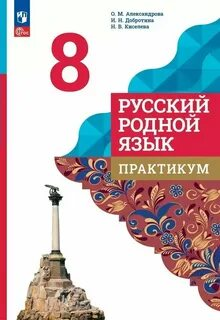 8
О. М. Александрова
И. Н. Добротина
Н. В. Киселева
РУССКИЙ
РОДНОЙ
ЯЗЫК
ПРАКТИКУМ